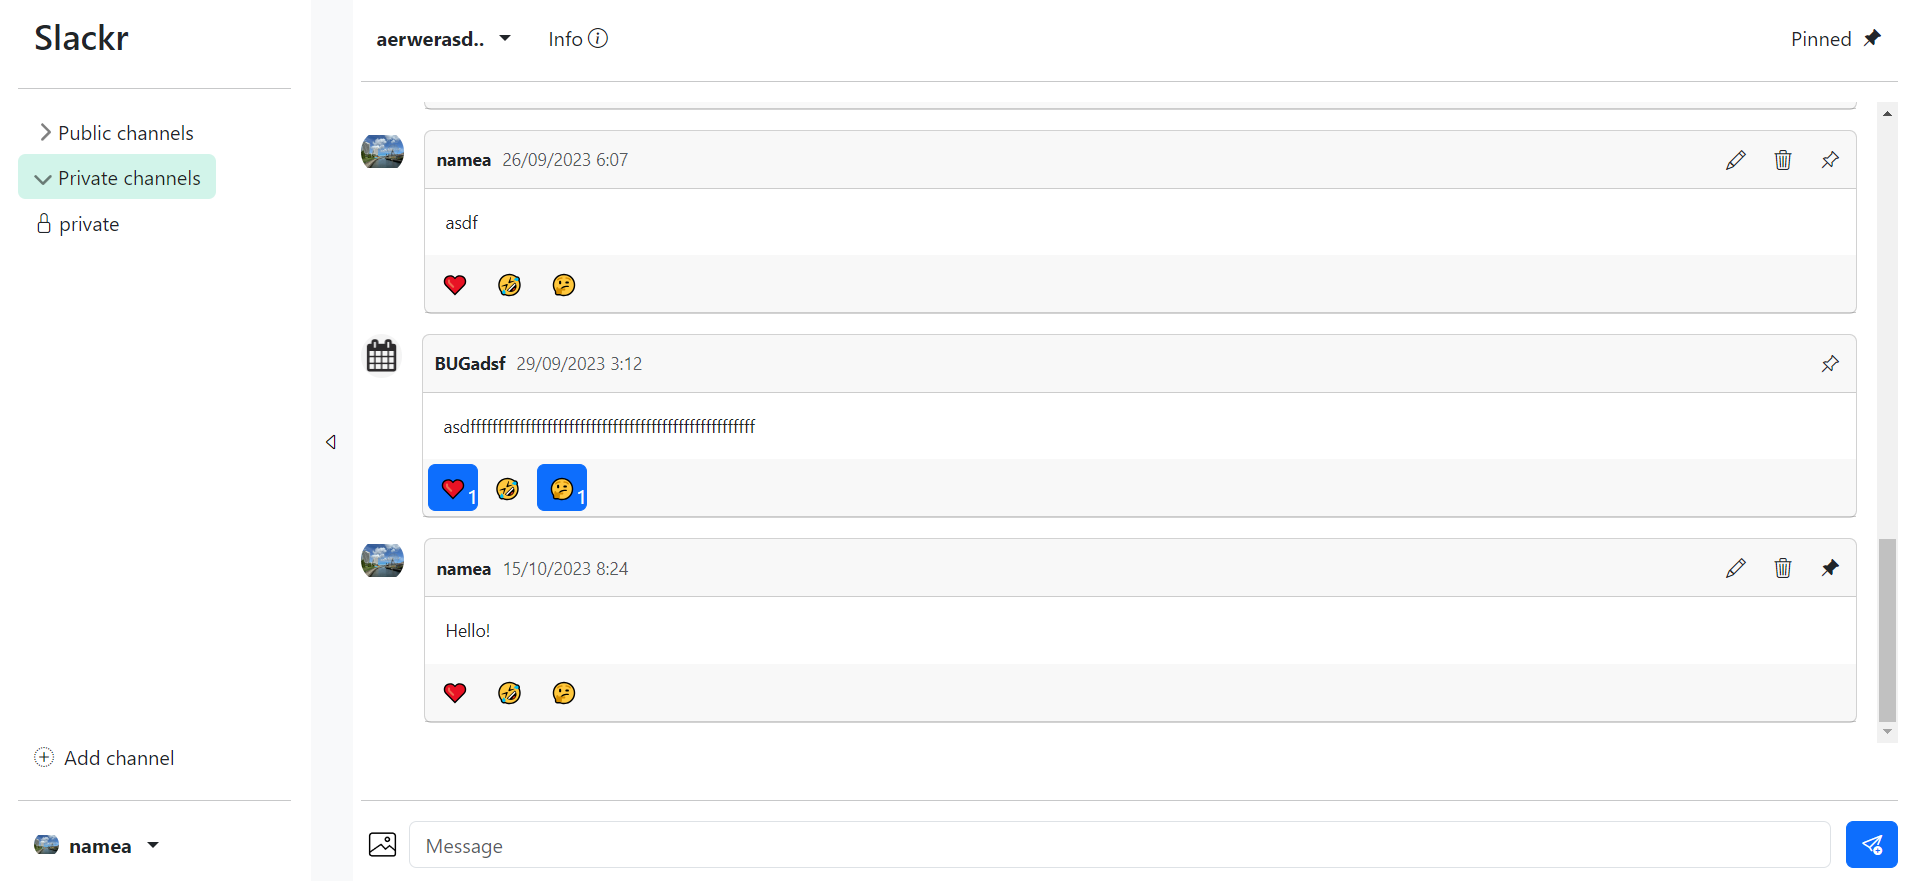 Slackr
Public channels
Private channels
private
Add channel
namea
aerwerasd..
Info
Pinned
namea 26/09/2023 6:07
asdf
BUGadsf 29/09/2023 3:12
asdffffffffffffffffffffffffffffffffffffffffffffffffffff
1
1
namea 15/10/2023 8:24
Hello!
Message